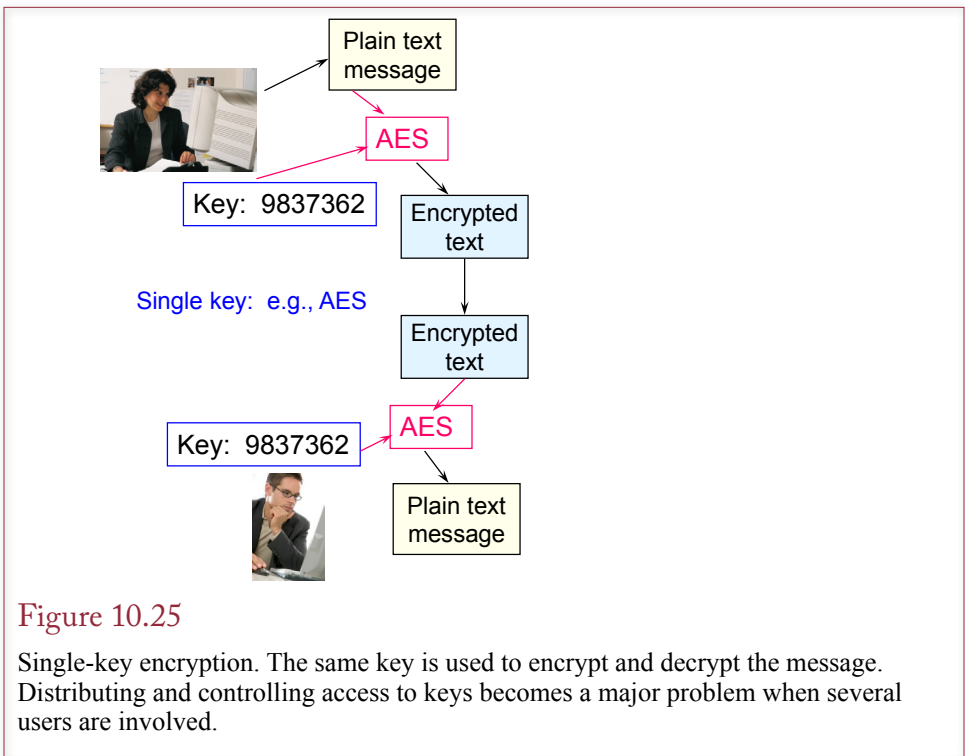 Plain text
message
AES
Key:  9837362
Encrypted
text
Single key:  e.g., AES
Encrypted
text
AES
Key:  9837362
Plain text
message
Figure 10.25
Single-key encryption. The same key is used to encrypt and decrypt the message.
Distributing and controlling access to keys becomes a major problem when several
users are involved.